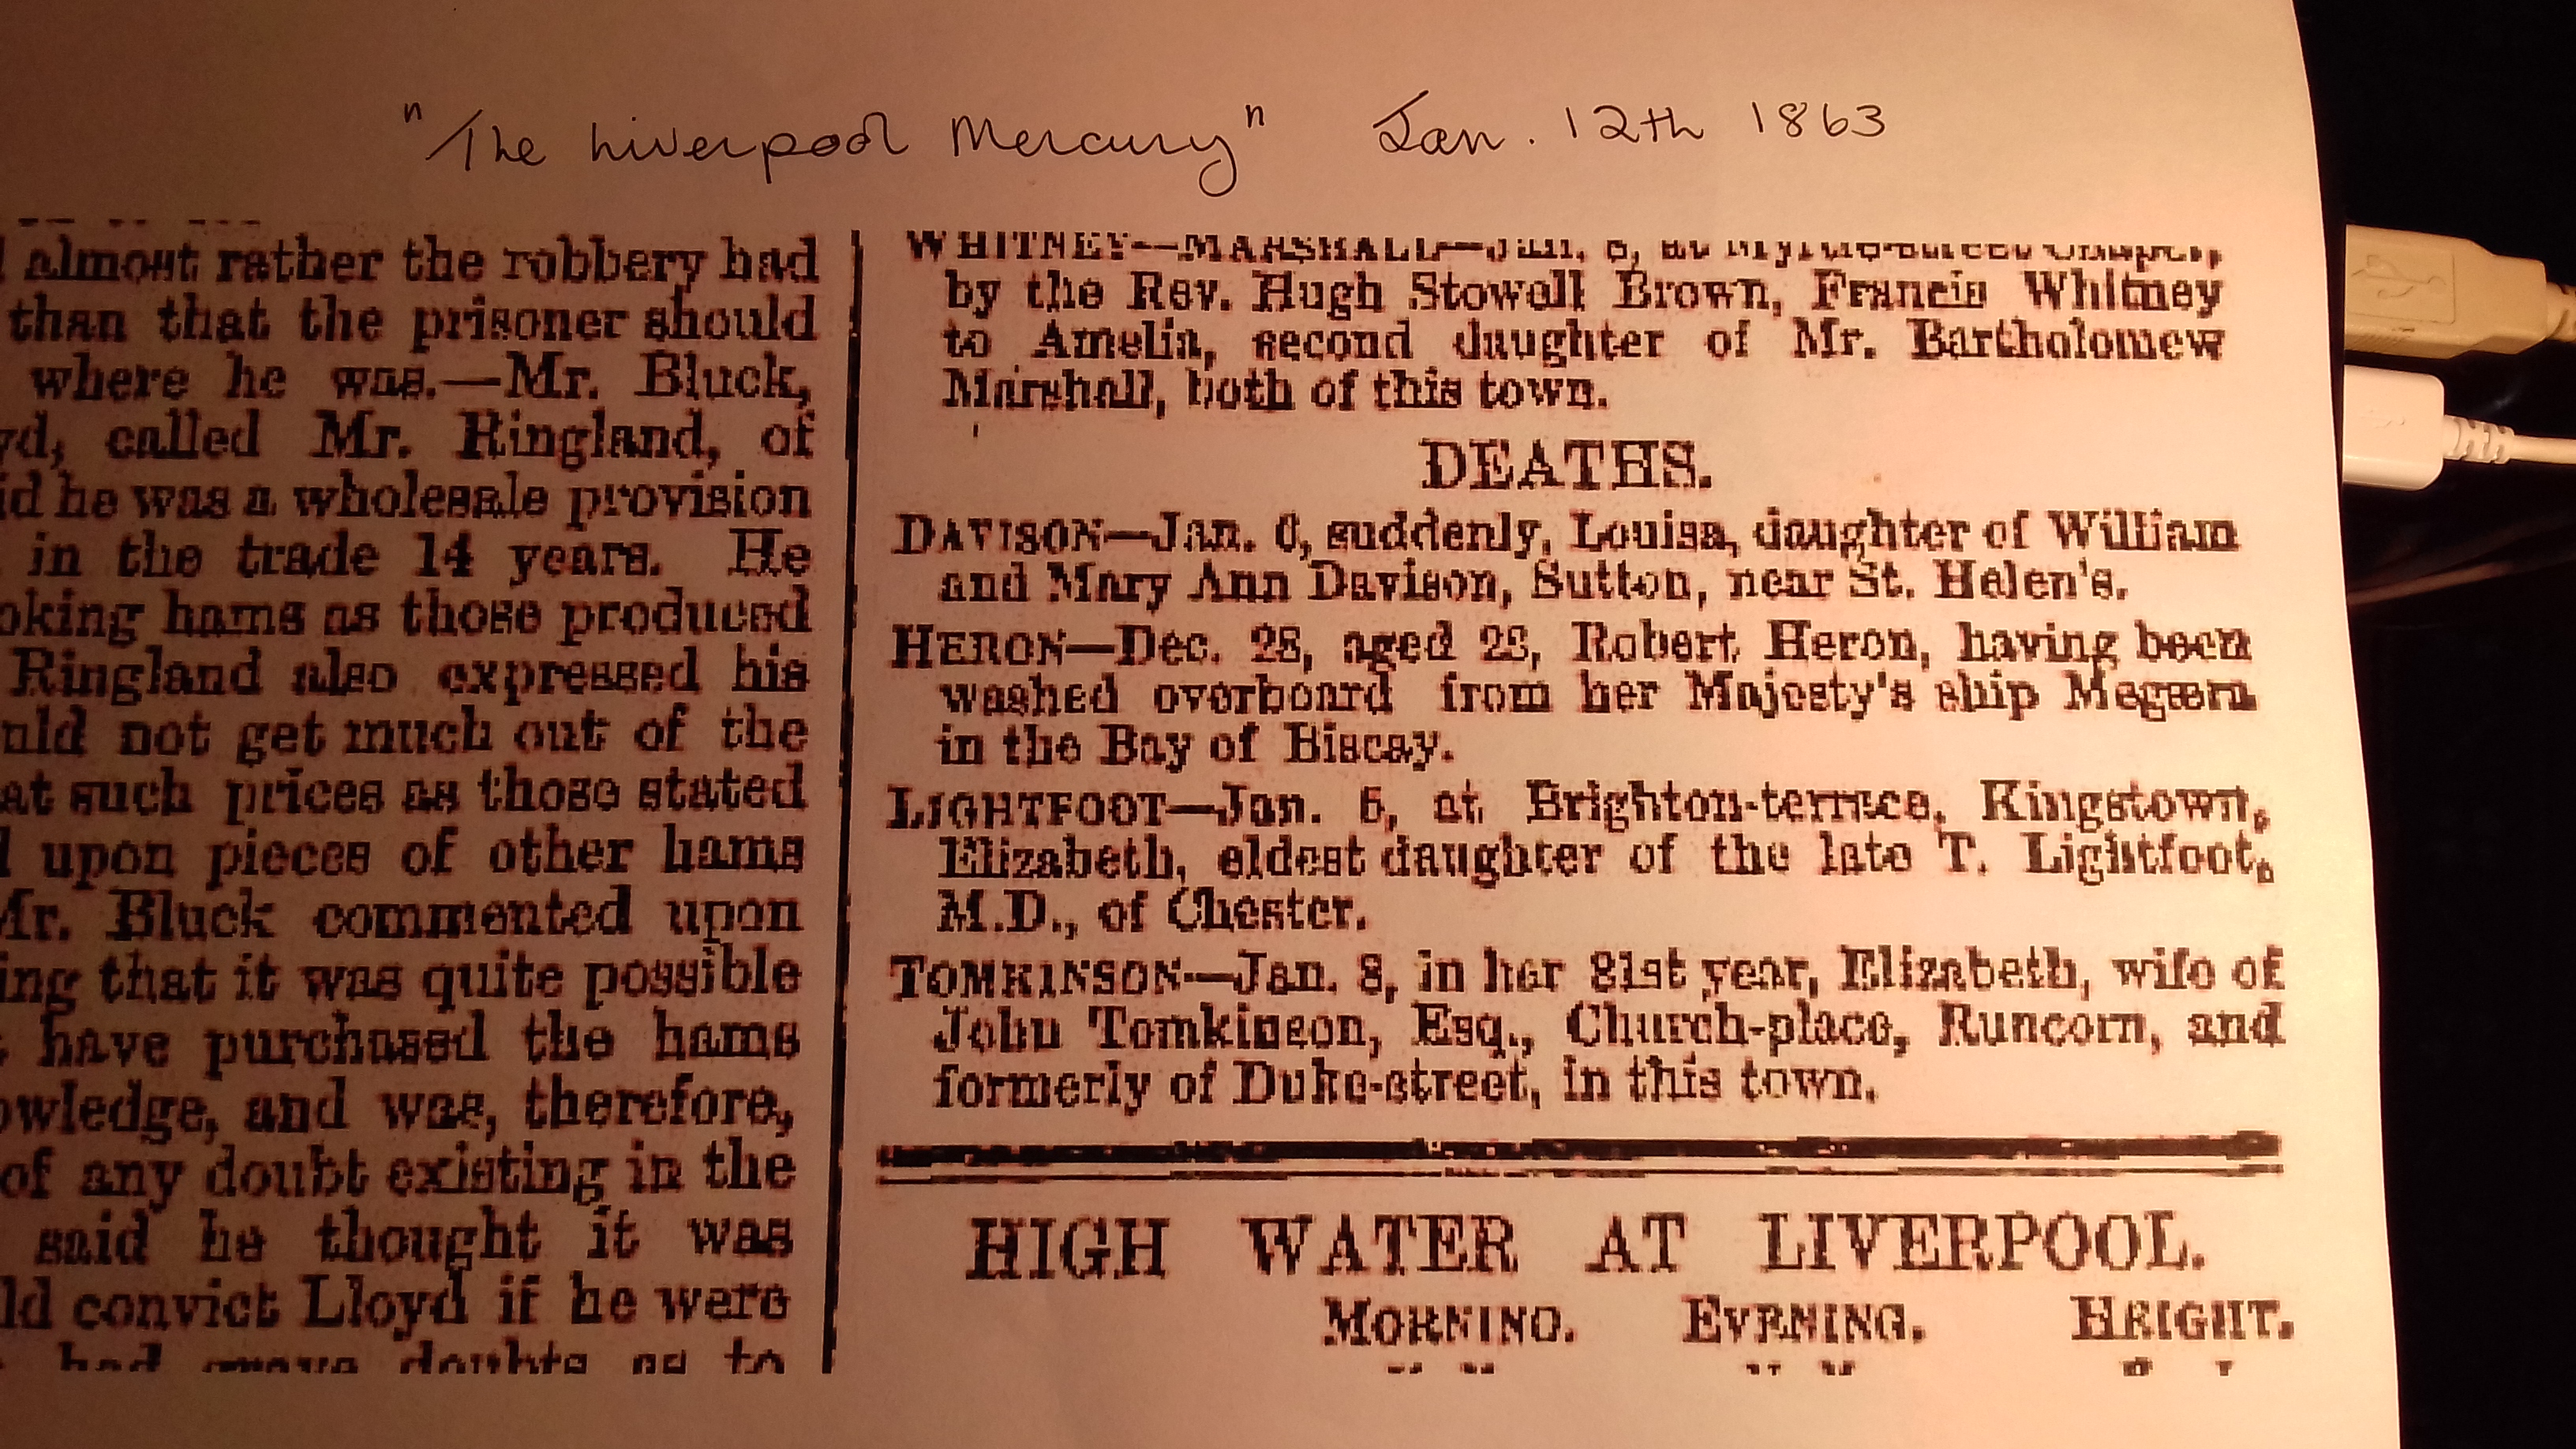 "The Liverpool Mercury" Jan. 12th 1863
almost rather the robbery had
than that the prisoner should
where he was.—Mr. Bluck,
called Mr. Ringland, of
he was a wholesale provision
in the trade 14 years. He
hams as those produced
Ringland also expressed his
not get much out of the
at such prices as those stated
upon pieces of other hams
Mr. Bluck commented upon
that it was quite possible
have purchased the hams
and was, therefore,
of any doubt existing in the
said he thought it was
convict Lloyd if he were
doubts as to
WHITNEY—MARSHALL—Jan.
by the Rev. Hugh Stowell Brown, Francis Whitney
to Amelia, second daughter of Mr. Bartholomew
Marshall, both of this town.
DEATHS.
DAVISON—Jan. suddenly, Louisa, daughter of William
and Mary Ann Davison, Sutton, near St. Helen's.
HERON—Dec. 28, aged Robert Heron, having been
washed overboard from her Majesty's ship Megæra
in the Bay of Biscay.
LIGHTFOOT—Jan. at Brighton-terrace, Kingstown,
Elizabeth, eldest daughter of the late T. Lightfoot,
M.D., of Chester.
TOMKINSON—Jan. 8, in her 81st year, Elizabeth, wife of
John Tomkinson, Esq., Church-place, Runcorn, and
formerly of Duke-street, in this town.
HIGH WATER AT LIVERPOOL.
MORNING. EVENING. HEIGHT.